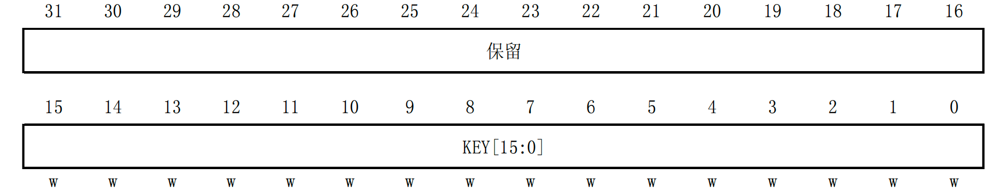 31 30 29 28 27 26 25 24 23 22 21 20 19 18 17 16
保留
15 14 13 12 11 10 9 8 7 6 5 4 3 2 1 0
KEY[15:0]
w w w w w w w w w w w w w w w w